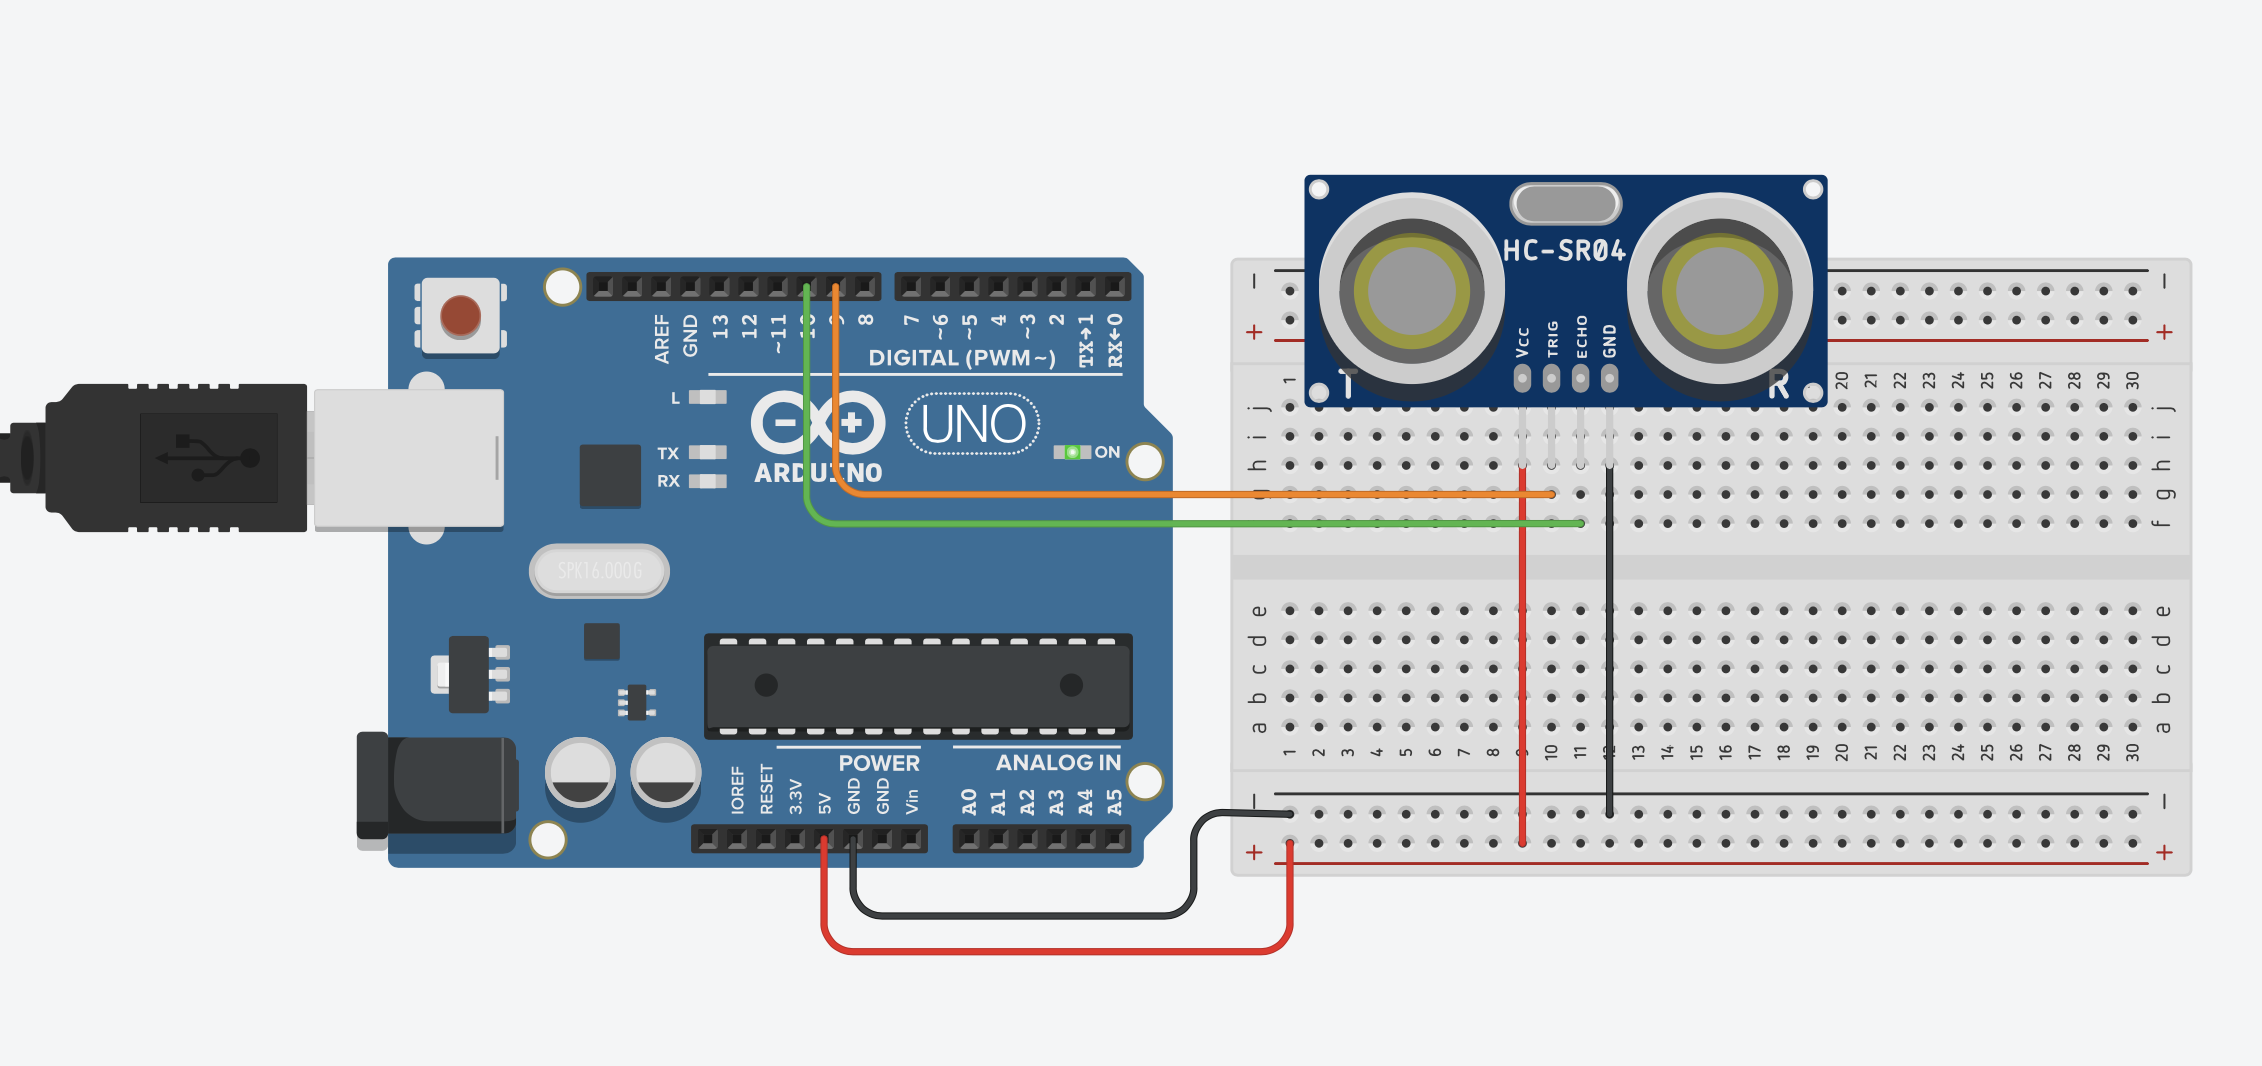 AREF
GND
13
12
~11
10
9
8
7
~6
~5
4
~3
2
TX→1
RX←0
DIGITAL (PWM~)
L
TX
RX
ARDUINO
UNO
ON
SPK16.000G
POWER
ANALOG IN
IOREF
RESET
3.3V
5V
GND
GND
Vin
A0
A1
A2
A3
A4
A5
HC-SR04
VCC
TRIG
ECHO
GND
T
R
− −
+ +
1 20 21 22 23 24 25 26 27 28 29 30
j j
i i
h h
g g
f f
e e
d d
c c
b b
a a
1 2 3 4 5 6 7 8 9 10 11 12 13 14 15 16 17 18 19 20 21 22 23 24 25 26 27 28 29 30
− −
+ +